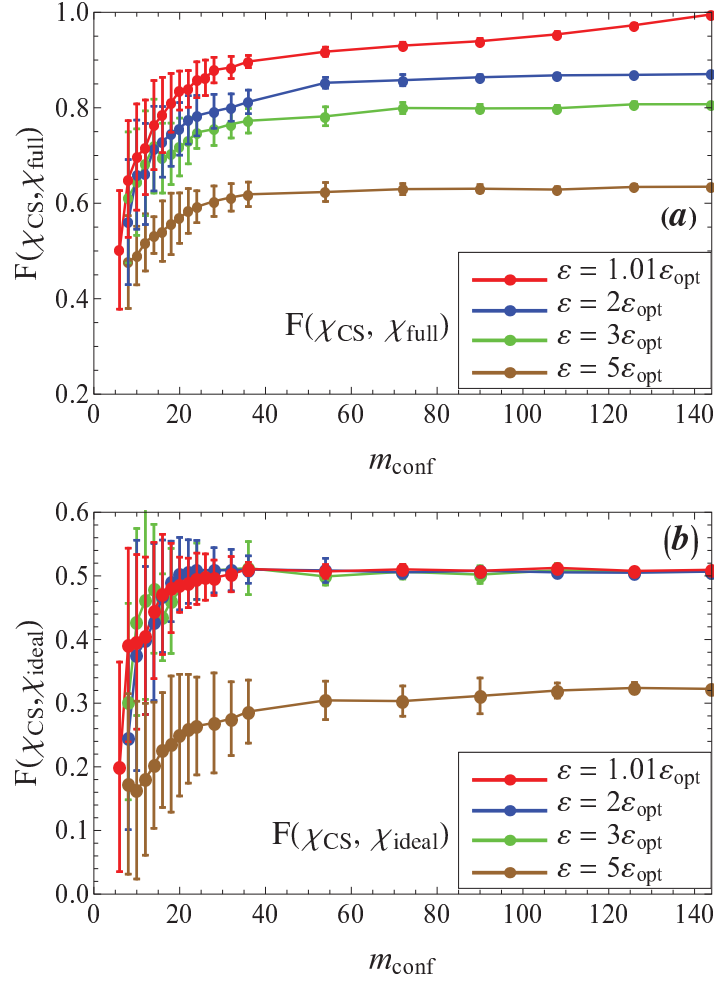 1.0
0.8
0.6
0.4
0.2
F(χCS,χfull)
(a)
ε = 1.01εopt
ε = 2εopt
ε = 3εopt
ε = 5εopt
F(χCS, χfull)
0 20 40 60 80 100 120 140
mconf
0.6
0.5
0.4
0.3
0.2
0.1
0.0
F(χCS,χideal)
(b)
ε = 1.01εopt
ε = 2εopt
ε = 3εopt
ε = 5εopt
F(χCS, χideal)
0 20 40 60 80 100 120 140
mconf